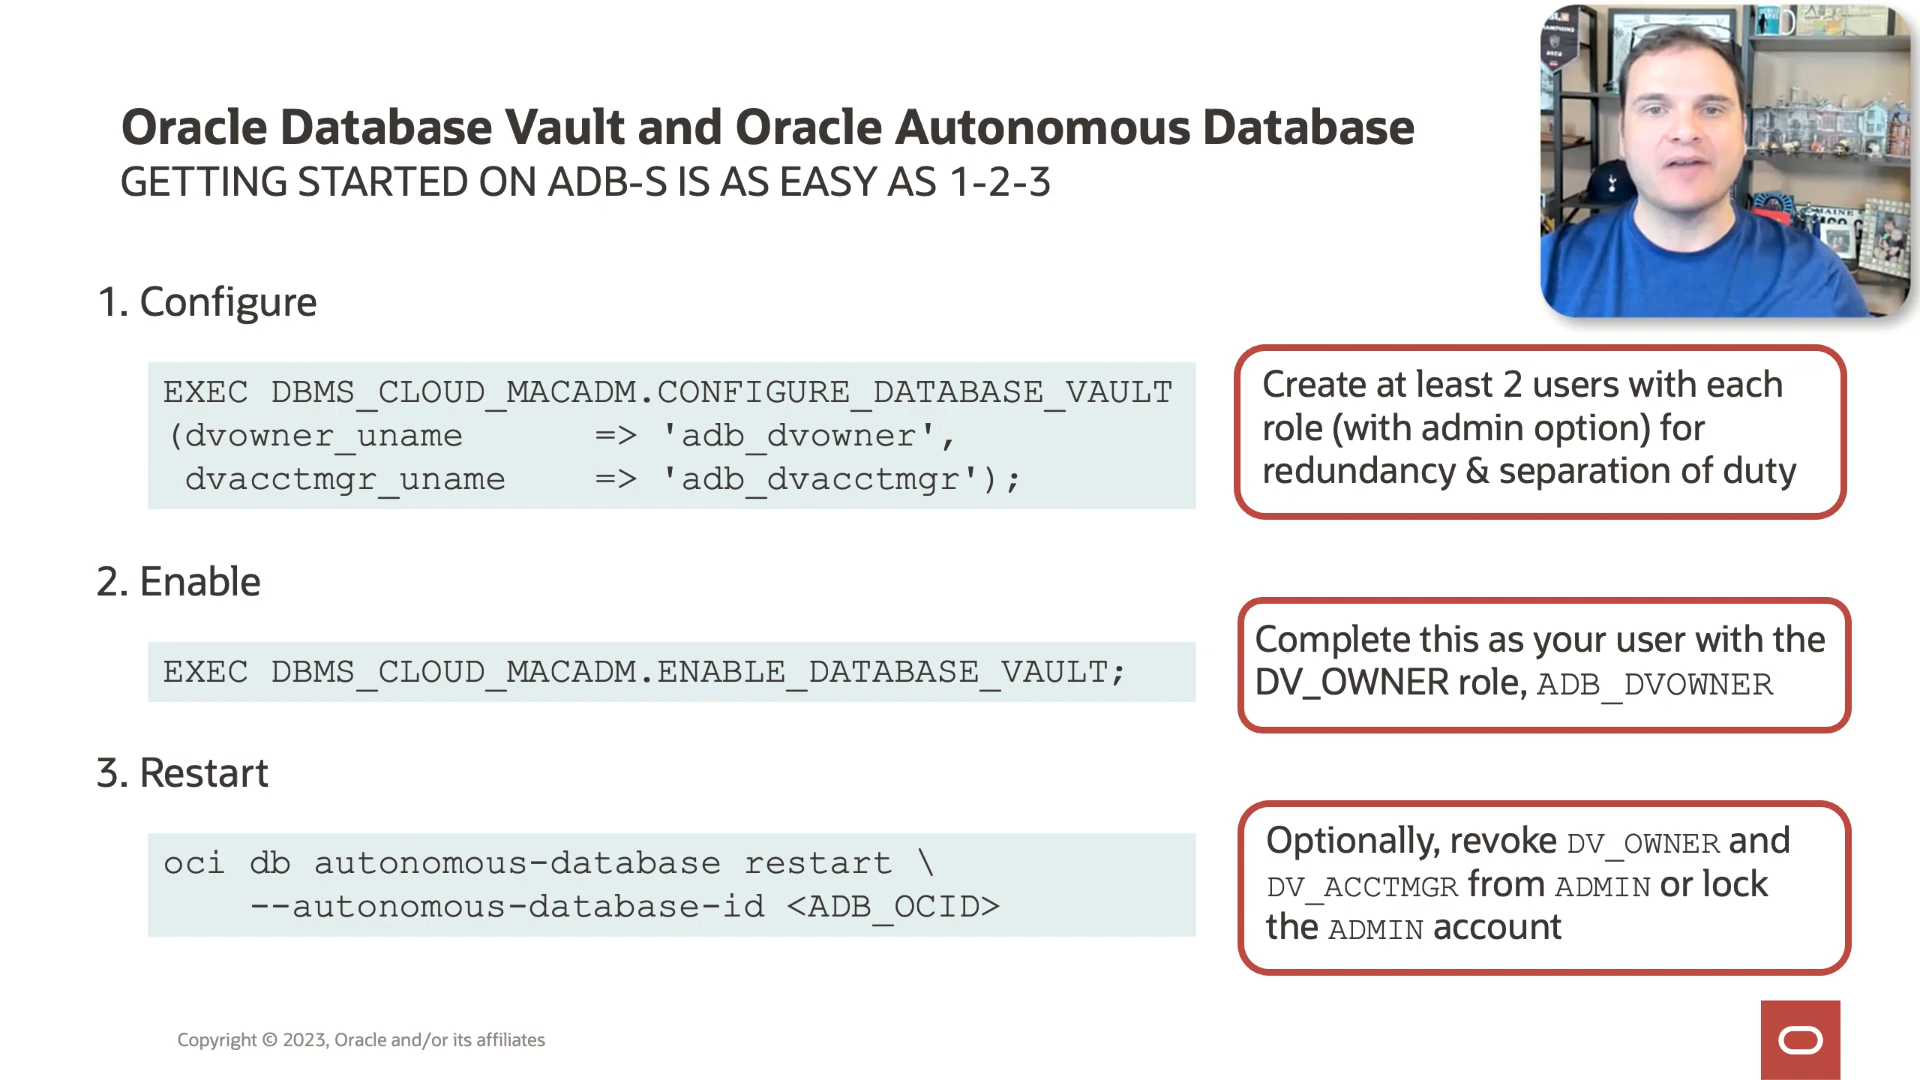 Oracle Database Vault and Oracle Autonomous Database
GETTING STARTED ON ADB-S IS AS EASY AS 1-2-3
1. Configure
EXEC DBMS_CLOUD_MACADM.CONFIGURE_DATABASE_VAULT
(dvowner_uname => 'adb_dvowner',
dvacctmgr_uname => 'adb_dvacctmgr');
Create at least 2 users with each
role (with admin option) for
redundancy & separation of duty
2. Enable
EXEC DBMS_CLOUD_MACADM.ENABLE_DATABASE_VAULT;
Complete this as your user with the
DV_OWNER role, ADB_DVOWNER
3. Restart
oci db autonomous-database restart \
--autonomous-database-id <ADB_OCID>
Optionally, revoke DV_OWNER and
DV_ACCTMGR from ADMIN or lock
the ADMIN account
Copyright © 2023, Oracle and/or its affiliates
MAINE